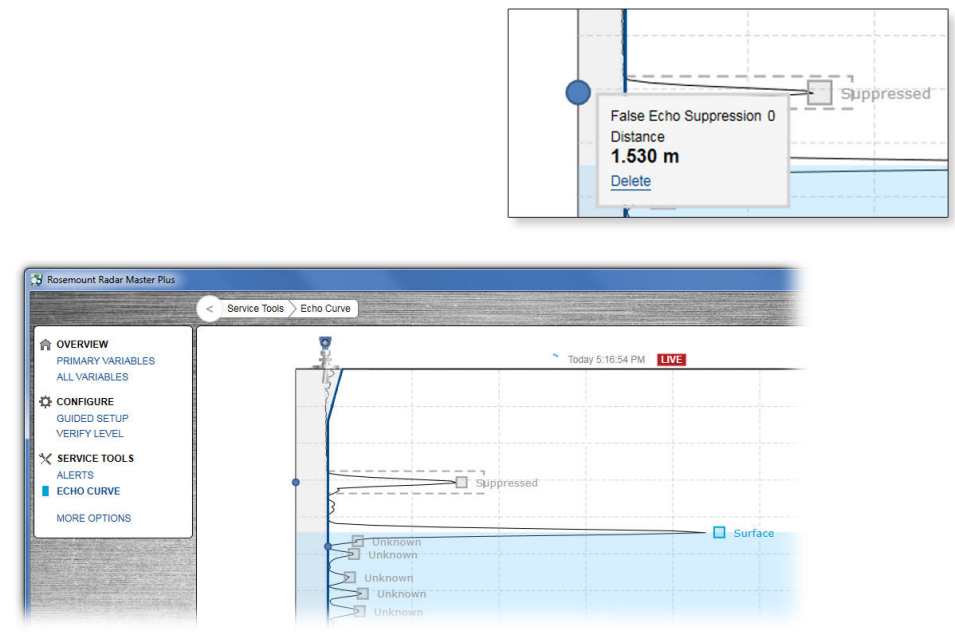 Suppressed
False Echo Suppression 0
Distance
1.530 m
Delete
Rosemount Radar Master Plus
< Service Tools Echo Curve
OVERVIEW
PRIMARY VARIABLES
ALL VARIABLES
CONFIGURE
GUIDED SETUP
VERIFY LEVEL
SERVICE TOOLS
ALERTS
ECHO CURVE
MORE OPTIONS
Today 5:16:54 PM LIVE
Suppressed
Surface
Unknown
Unknown
Unknown
Unknown
Unknown